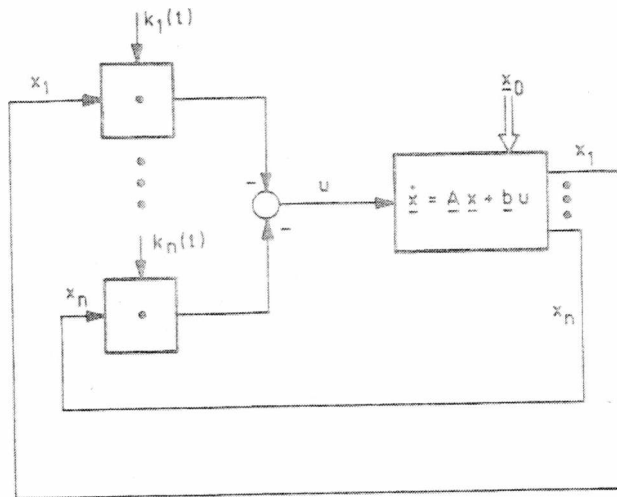 k₁(t)
x₁
x₀
x₁
u
ẋ = A x + b u
kₙ(t)
xₙ
xₙ